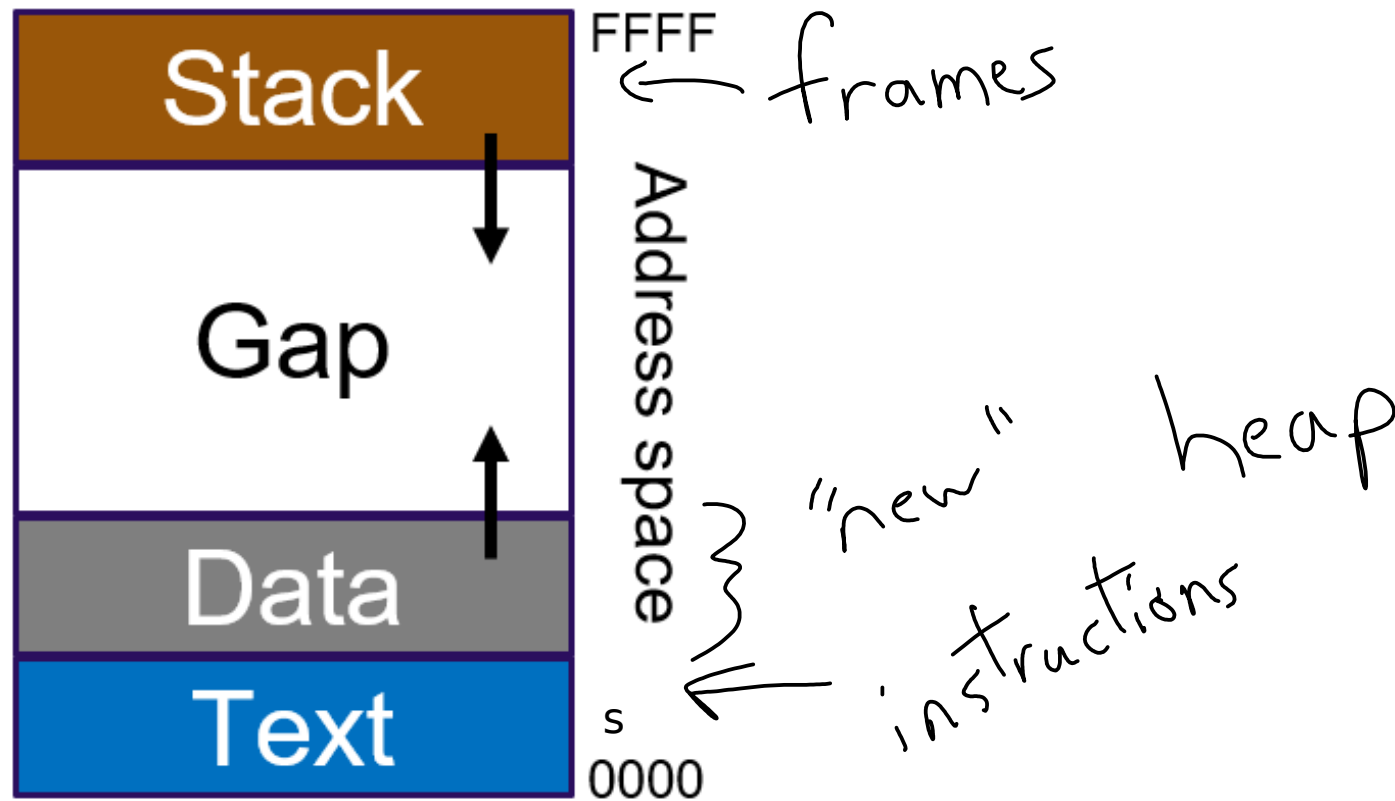 Stack
FFFF
frames
Gap
Address space
"new"
heap
Data
instructions
Text
s
0000